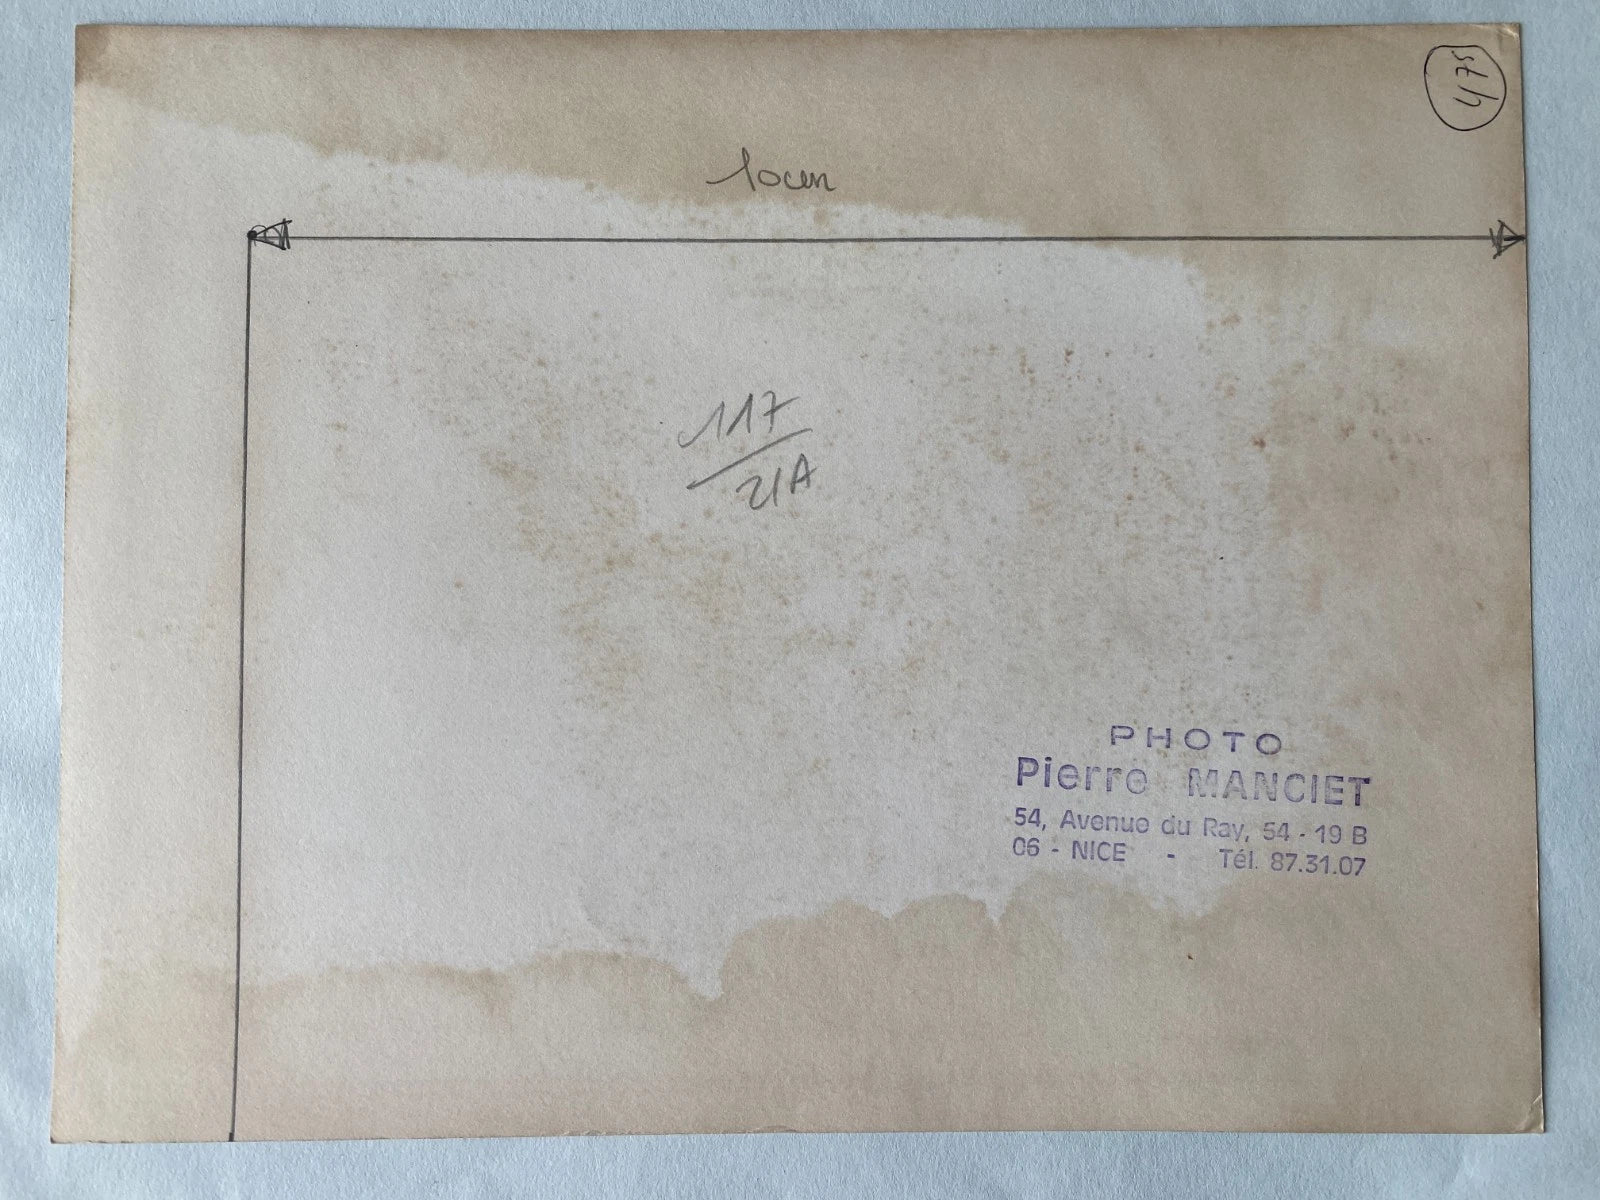 4/75
10cm
117
21A
PHOTO
Pierre MANCIET
54, Avenue du Ray, 54 - 19 B
06 - NICE - Tél. 87.31.07